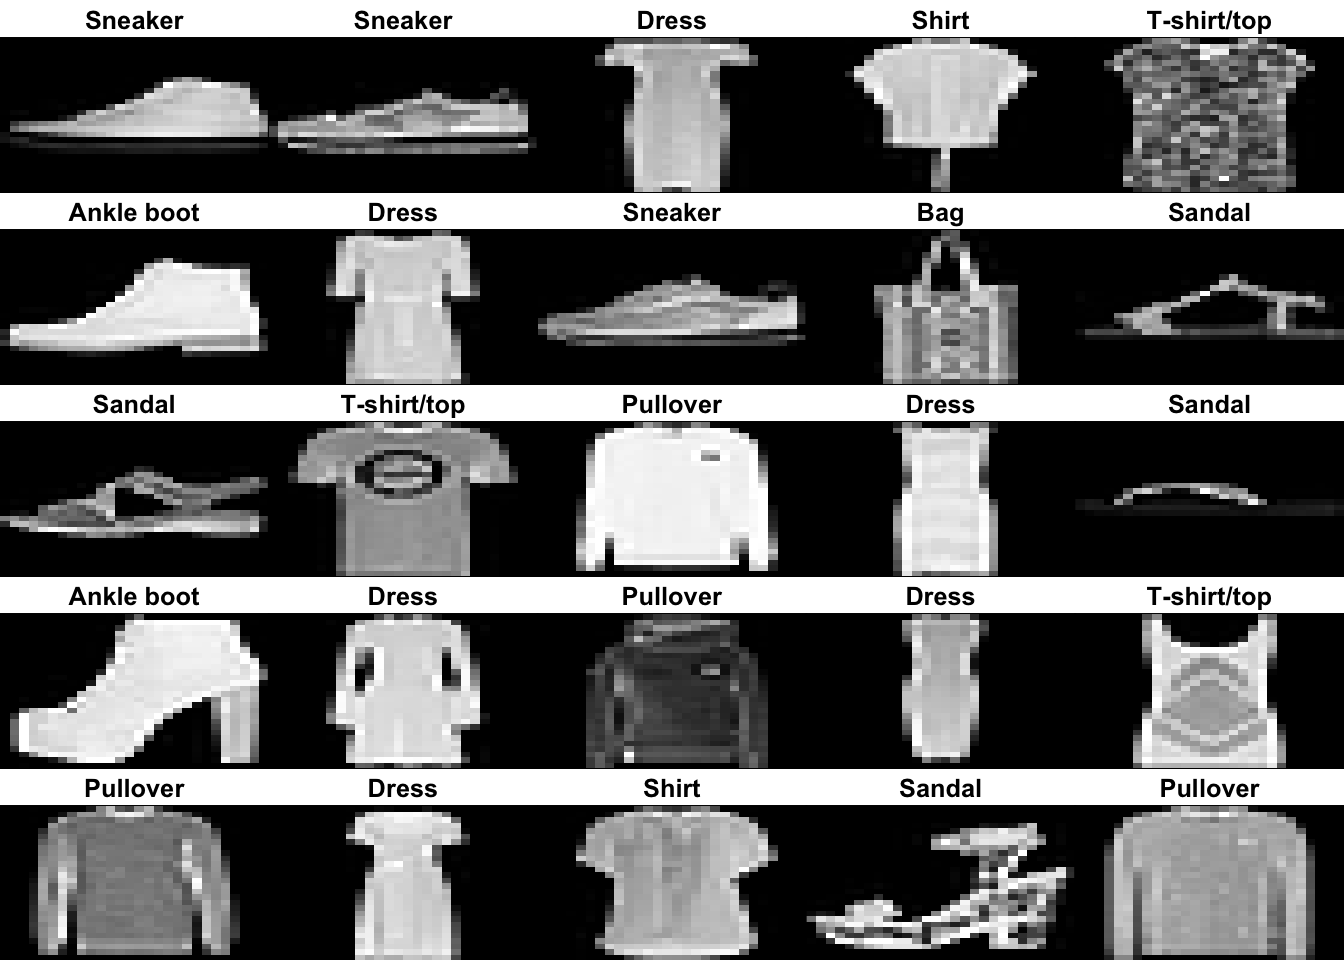 Sneaker Sneaker Dress Shirt T-shirt/top
Ankle boot Dress Sneaker Bag Sandal
Sandal T-shirt/top Pullover Dress Sandal
Ankle boot Dress Pullover Dress T-shirt/top
Pullover Dress Shirt Sandal Pullover